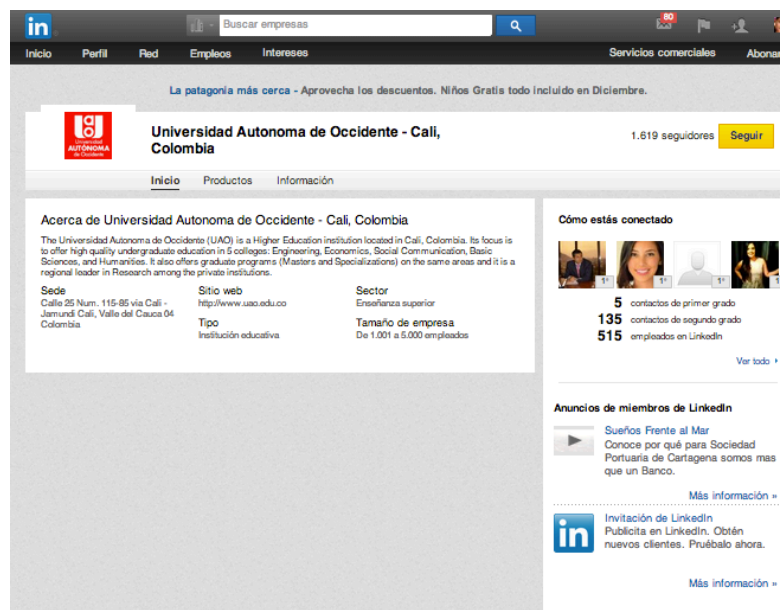 in
Buscar empresas
80
Inicio Perfil Red Empleos Intereses Servicios comerciales
La patagonia más cerca - Aprovecha los descuentos. Niños Gratis todo incluido en Diciembre.
Universidad
AUTÓNOMA
de Occidente
Universidad Autonoma de Occidente - Cali,
Colombia
1.619 seguidores
Seguir
Inicio Productos Información
Acerca de Universidad Autonoma de Occidente - Cali, Colombia
The Universidad Autonoma de Occidente (UAO) is a Higher Education institution located in Cali, Colombia. Its focus is
to offer high quality undergraduate education in 5 colleges: Engineering, Economics, Social Communication, Basic
Sciences, and Humanities. It also offers graduate programs (Masters and Specializations) on the same areas and it is a
regional leader in Research among the private institutions.
Sede
Calle 25 Num. 115-85 via Cali -
Jamundi Cali, Valle del Cauca 04
Colombia
Sitio web
http://www.uao.edu.co
Sector
Enseñanza superior
Tipo
Institución educativa
Tamaño de empresa
De 1.001 a 5.000 empleados
Cómo estás conectado
1°
1°
1°
5 contactos de primer grado
135 contactos de segundo grado
515 empleados en LinkedIn
Ver todo
Anuncios de miembros de LinkedIn
Sueños Frente al Mar
Conoce por qué para Sociedad
Portuaria de Cartagena somos mas
que un Banco.
Más información »
in
Invitación de LinkedIn
Publicita en LinkedIn. Obtén
nuevos clientes. Pruébalo ahora.
Más información »